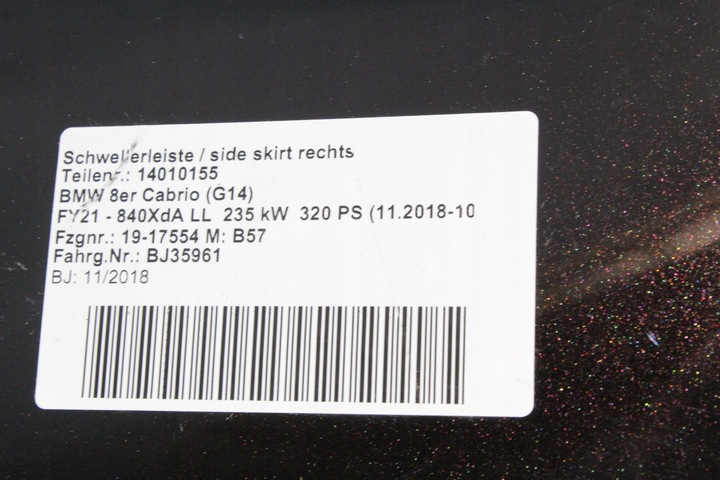 Schwellerleiste / side skirt rechts
Teilenr.: 14010155
BMW 8er Cabrio (G14)
FY21 - 840XdA LL 235 kW 320 PS (11.2018-10
Fzgnr.: 19-17554 M: B57
Fahrg.Nr.: BJ35961
BJ: 11/2018